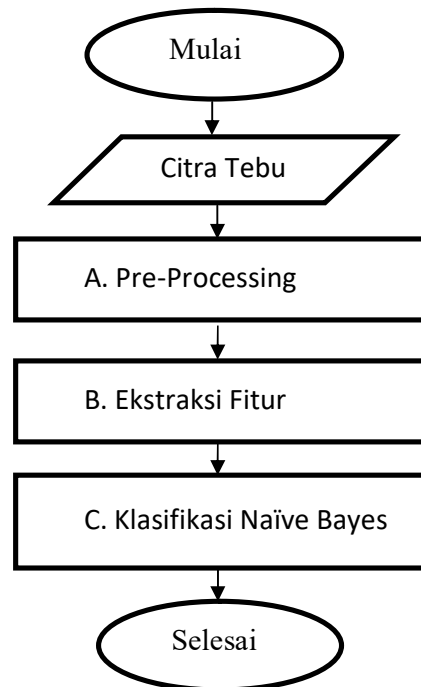 Mulai
Citra Tebu
A. Pre-Processing
B. Ekstraksi Fitur
C. Klasifikasi Naïve Bayes
Selesai